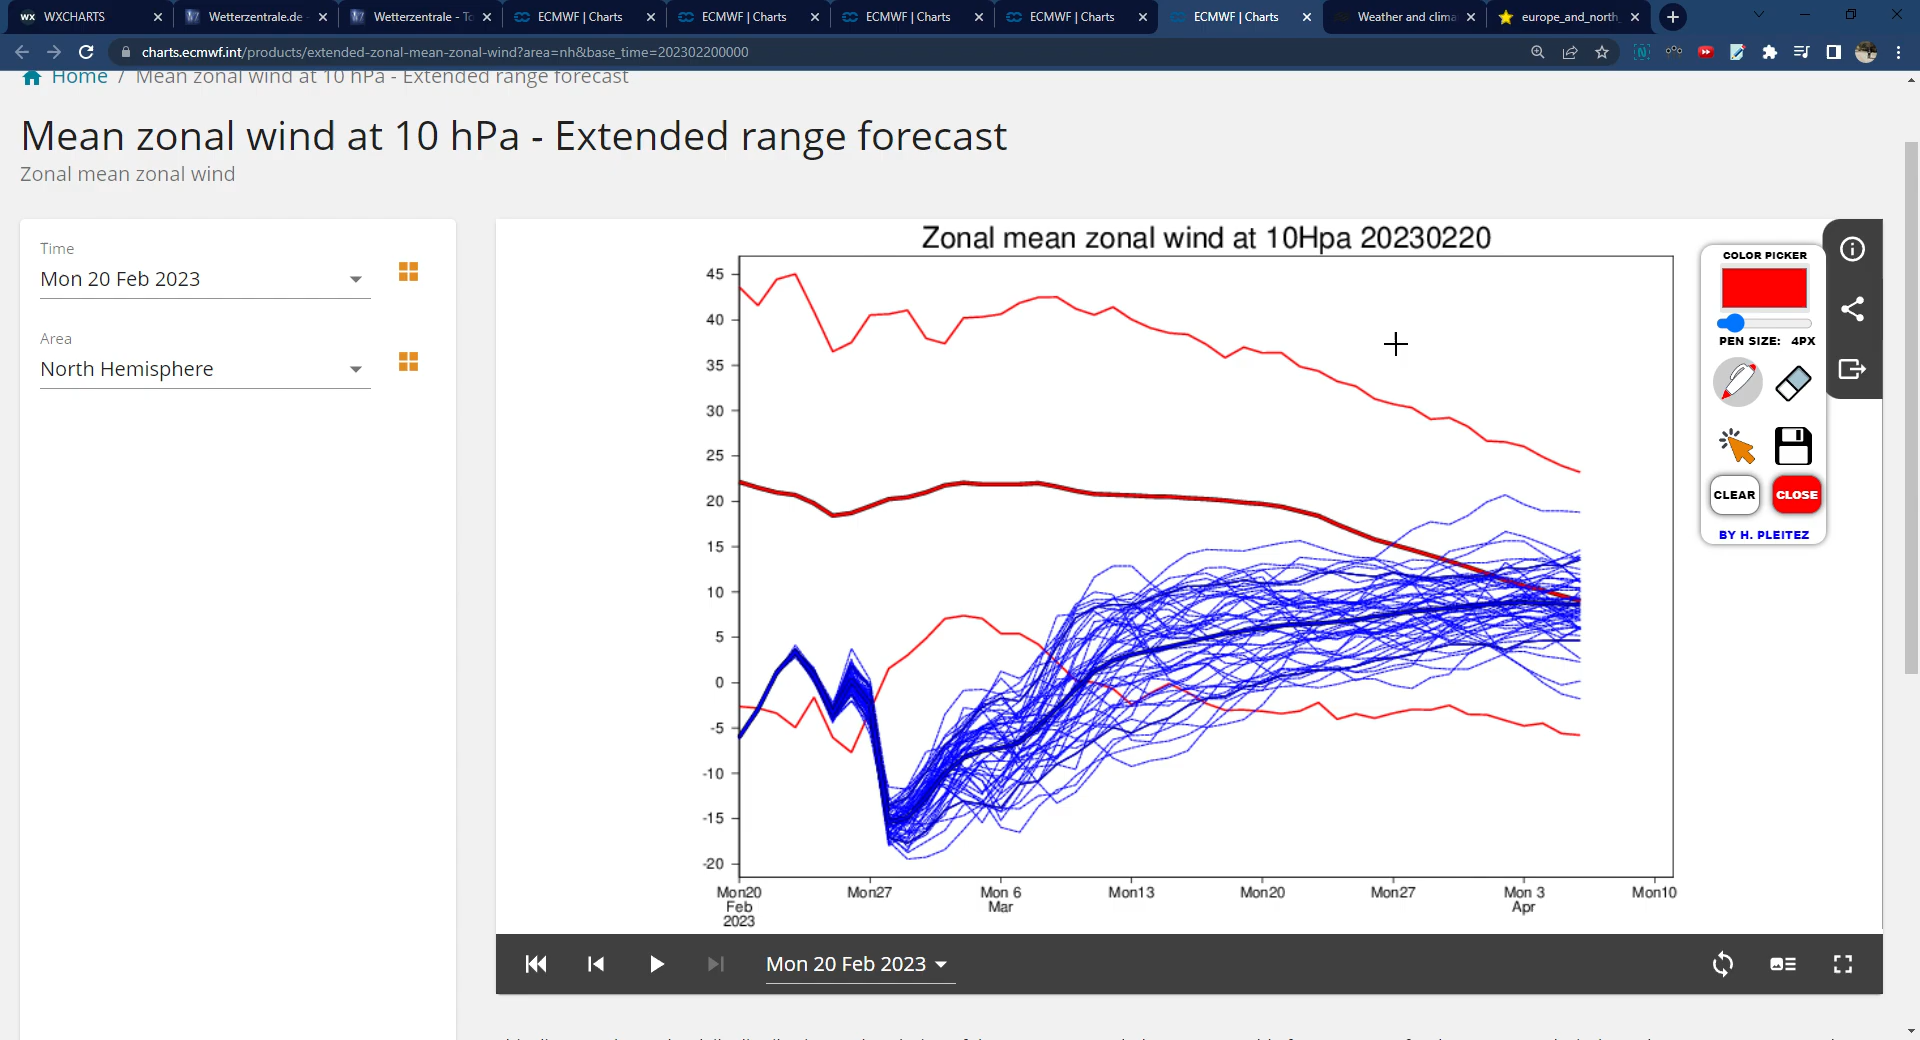 WXCHARTS
Wetterzentrale.de
Wetterzentrale - To
ECMWF | Charts
ECMWF | Charts
ECMWF | Charts
ECMWF | Charts
ECMWF | Charts
Weather and clima
europe_and_north_
charts.ecmwf.int/products/extended-zonal-mean-zonal-wind?area=nh&base_time=202302200000
Home / Mean zonal wind at 10 hPa - Extended range forecast
Mean zonal wind at 10 hPa - Extended range forecast
Zonal mean zonal wind
Time
Mon 20 Feb 2023
Area
North Hemisphere
Zonal mean zonal wind at 10Hpa 20230220
45
40
35
30
25
20
15
10
5
0
-5
-10
-15
-20
Mon20 Mon27 Mon 6 Mon13 Mon20 Mon27 Mon 3 Mon10
Feb Mar Apr
2023
COLOR PICKER
PEN SIZE: 4PX
CLEAR CLOSE
BY H. PLEITEZ
Mon 20 Feb 2023